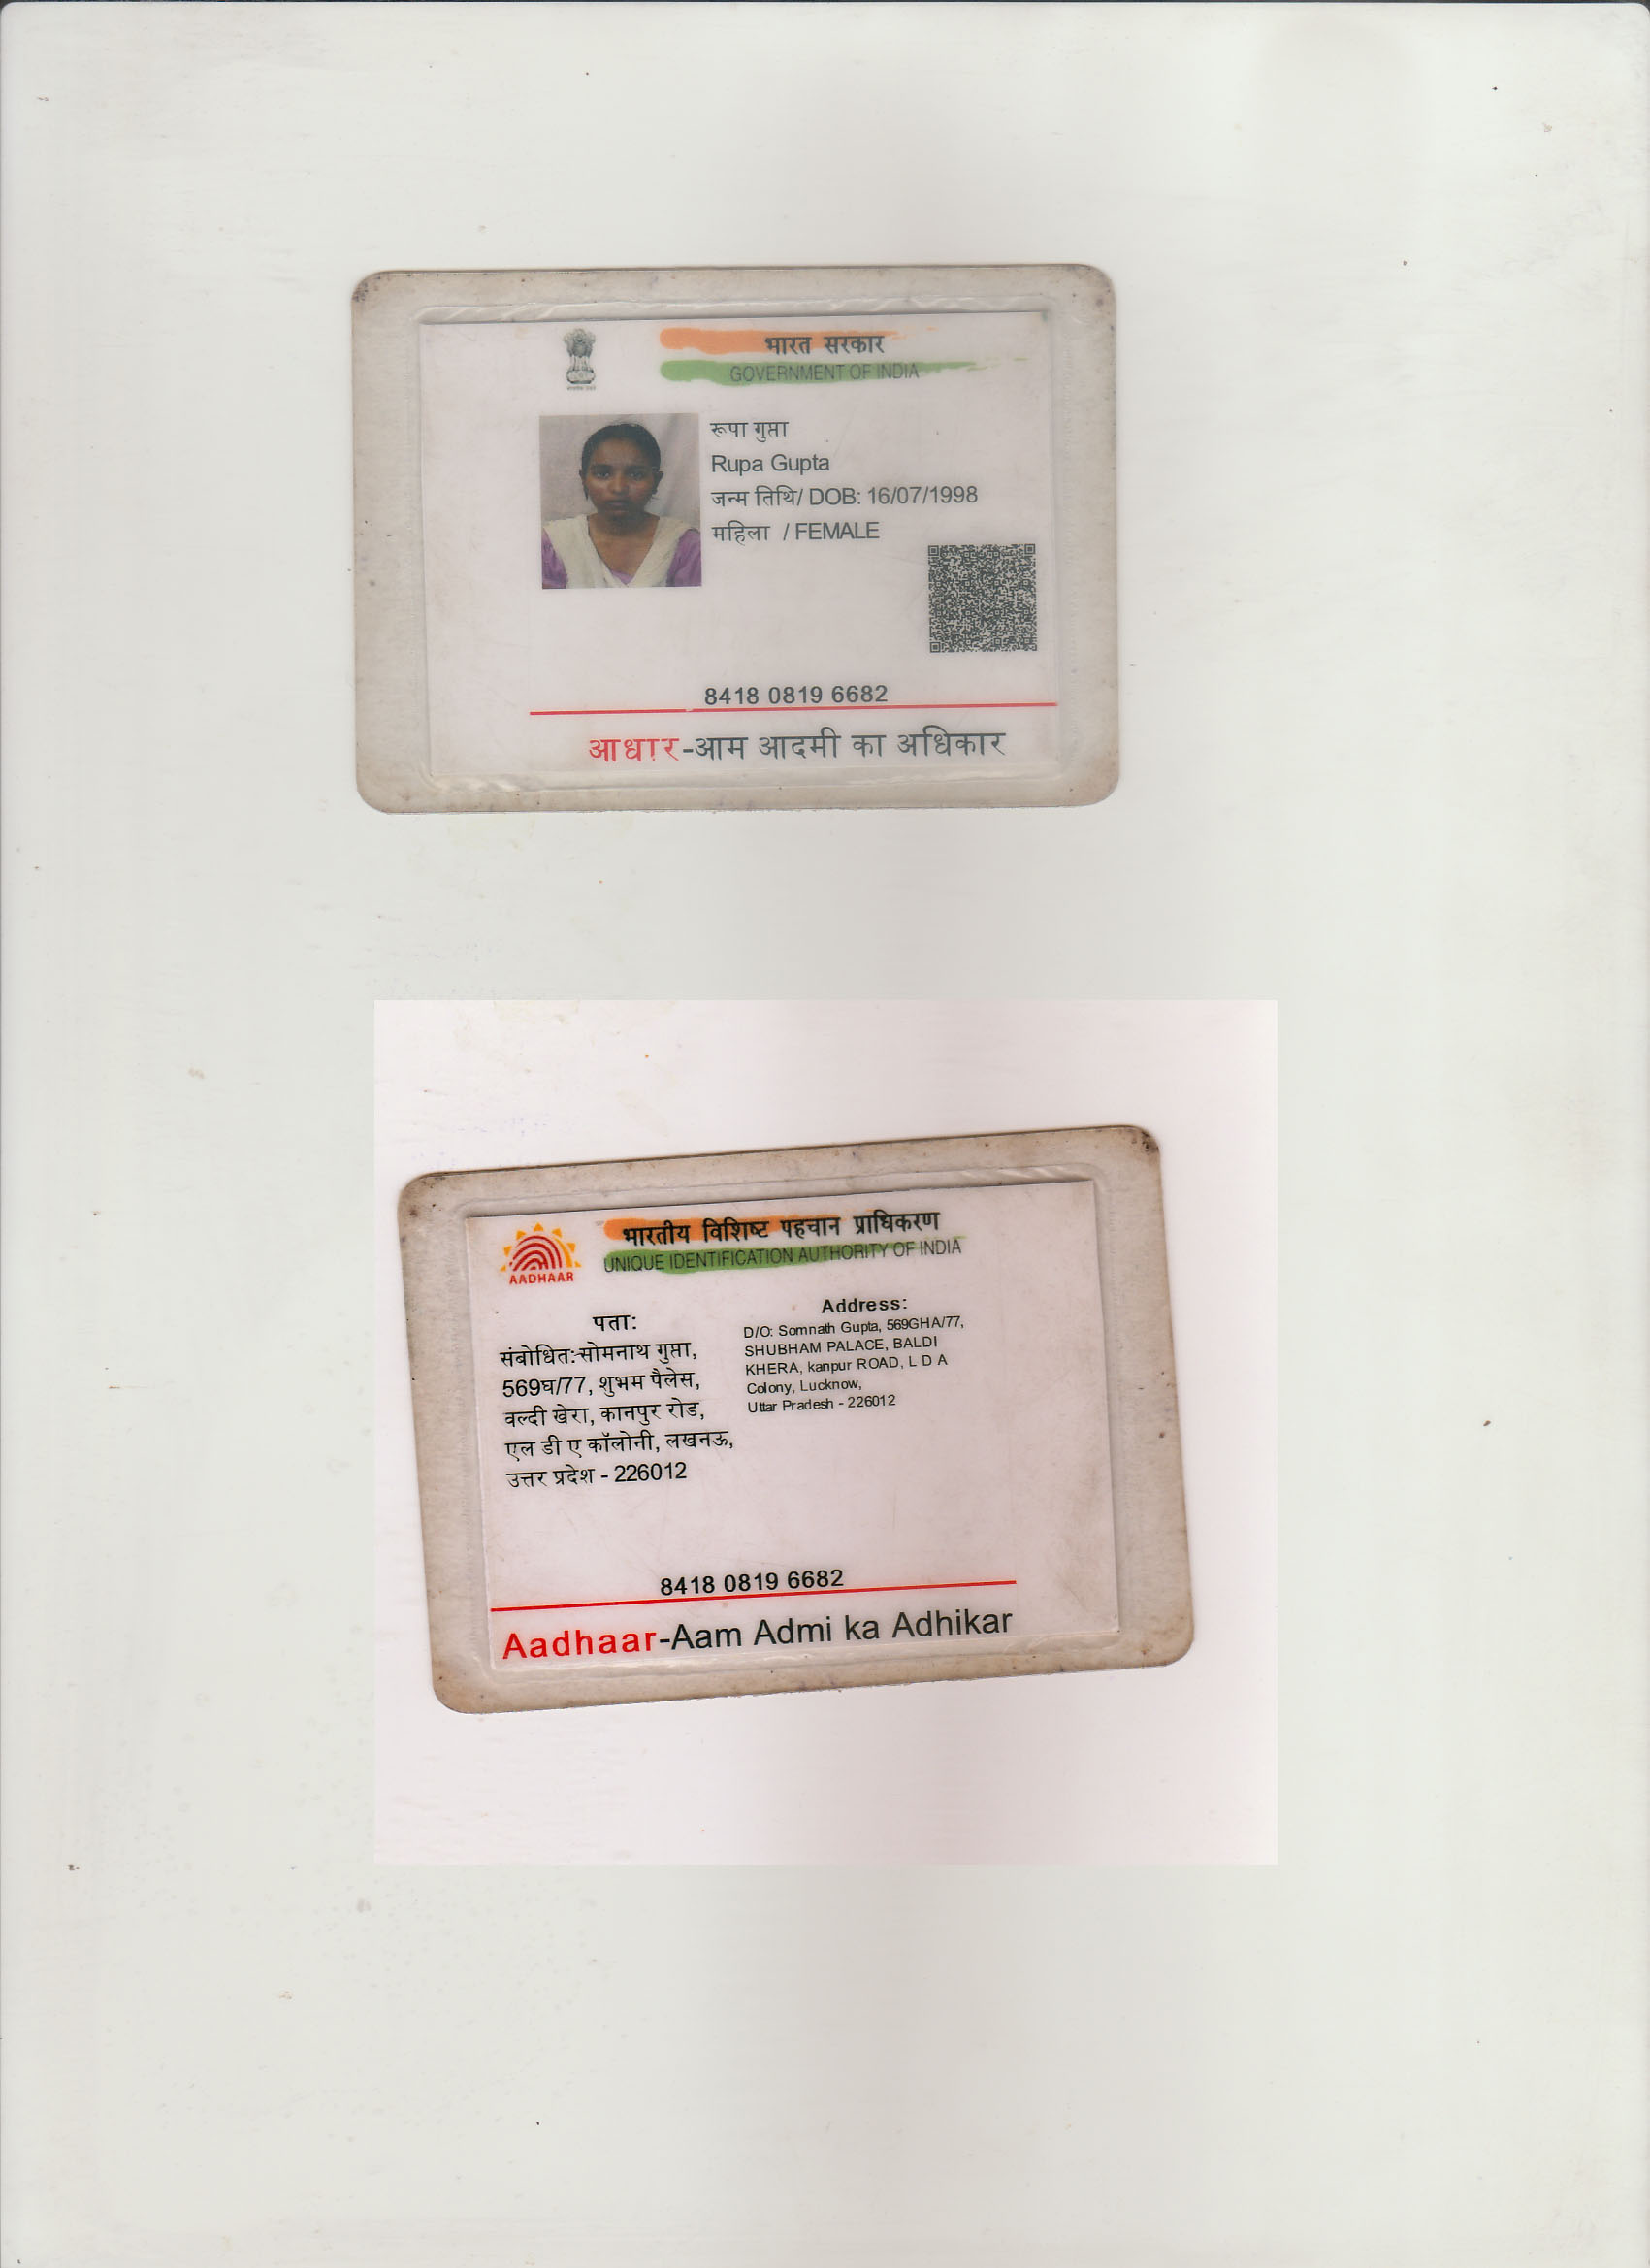 भारत सरकार
GOVERNMENT OF INDIA
रूपा गुप्ता
Rupa Gupta
जन्म तिथि/ DOB: 16/07/1998
महिला / FEMALE
8418 0819 6682
आधार-आम आदमी का अधिकार
भारतीय विशिष्ट पहचान प्राधिकरण
UNIQUE IDENTIFICATION AUTHORITY OF INDIA
AADHAAR
पता:
संबोधित:सोमनाथ गुप्ता,
569घ/77, शुभम पैलेस,
वल्दी खेरा, कानपुर रोड,
एल डी ए कॉलोनी, लखनऊ,
उत्तर प्रदेश - 226012
Address:
D/O: Somnath Gupta, 569GHA/77,
SHUBHAM PALACE, BALDI
KHERA, kanpur ROAD, L D A
Colony, Lucknow,
Uttar Pradesh - 226012
8418 0819 6682
Aadhaar-Aam Admi ka Adhikar